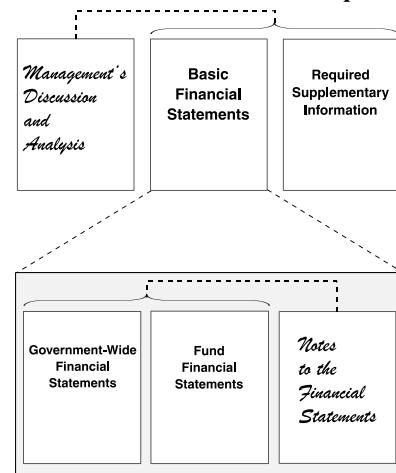 Management's
Discussion
and
Analysis
Basic
Financial
Statements
Required
Supplementary
Information
Government-Wide
Financial
Statements
Fund
Financial
Statements
Notes
to the
Financial
Statements